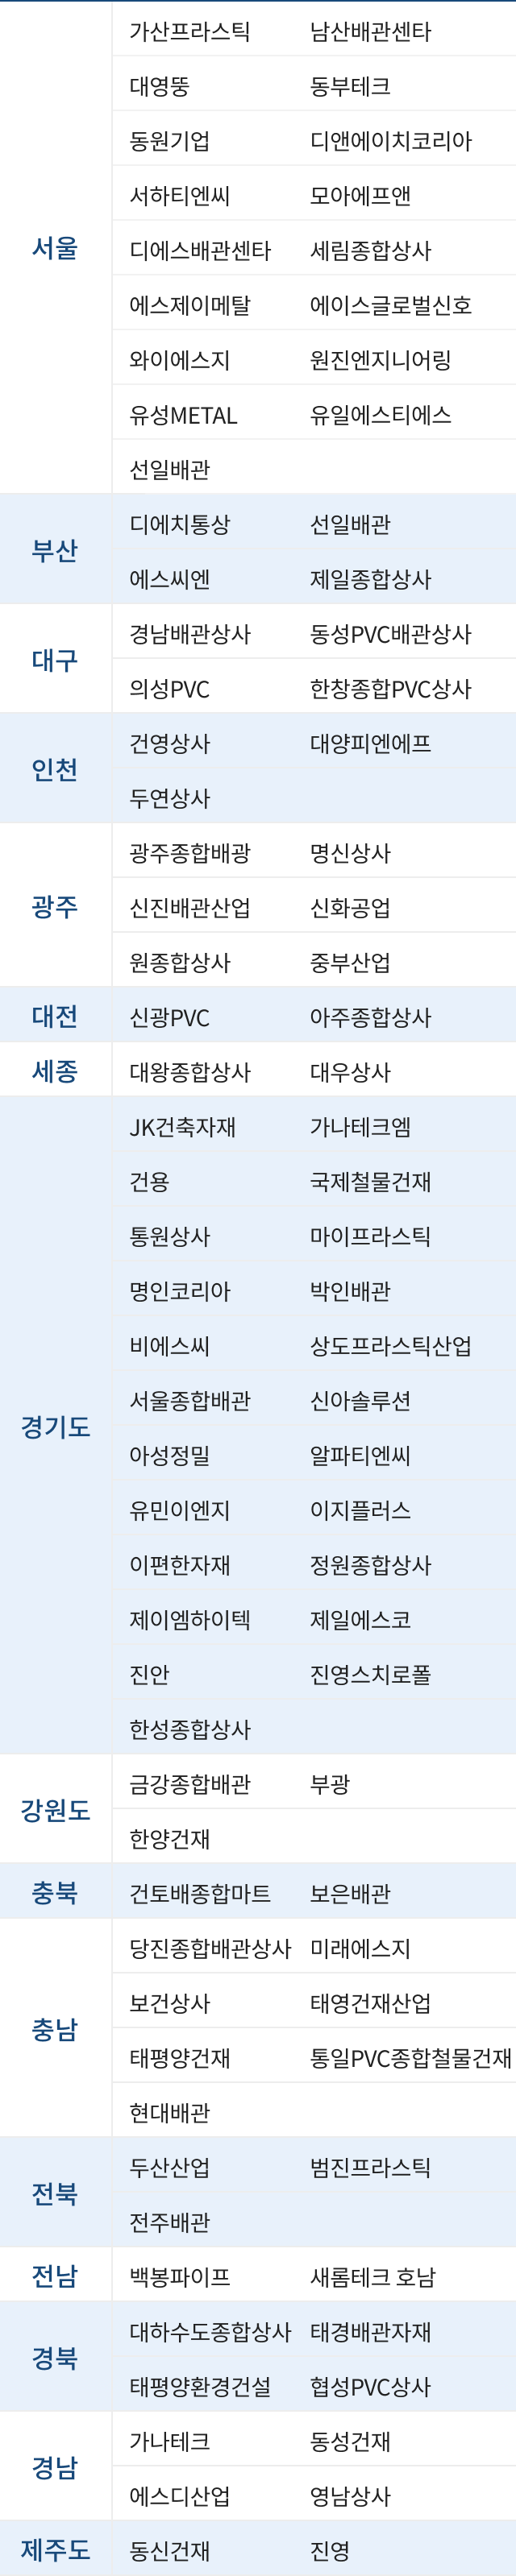 서울
가산프라스틱 남산배관센타
대영뚱 동부테크
동원기업 디앤에이치코리아
서하티엔씨 모아에프앤
디에스배관센타 세림종합상사
에스제이메탈 에이스글로벌신호
와이에스지 원진엔지니어링
유성METAL 유일에스티에스
선일배관
부산
디에치통상 선일배관
에스씨엔 제일종합상사
대구
경남배관상사 동성PVC배관상사
의성PVC 한창종합PVC상사
인천
건영상사 대양피엔에프
두연상사
광주
광주종합배광 명신상사
신진배관산업 신화공업
원종합상사 중부산업
대전
신광PVC 아주종합상사
세종
대왕종합상사 대우상사
경기도
JK건축자재 가나테크엠
건용 국제철물건재
통원상사 마이프라스틱
명인코리아 박인배관
비에스씨 상도프라스틱산업
서울종합배관 신아솔루션
아성정밀 알파티엔씨
유민이엔지 이지플러스
이편한자재 정원종합상사
제이엠하이텍 제일에스코
진안 진영스치로폴
한성종합상사
강원도
금강종합배관 부광
한양건재
충북
건토배종합마트 보은배관
충남
당진종합배관상사 미래에스지
보건상사 태영건재산업
태평양건재 통일PVC종합철물건재
현대배관
전북
두산산업 범진프라스틱
전주배관
전남
백봉파이프 새롬테크 호남
경북
대하수도종합상사 태경배관자재
태평양환경건설 협성PVC상사
경남
가나테크 동성건재
에스디산업 영남상사
제주도
동신건재 진영